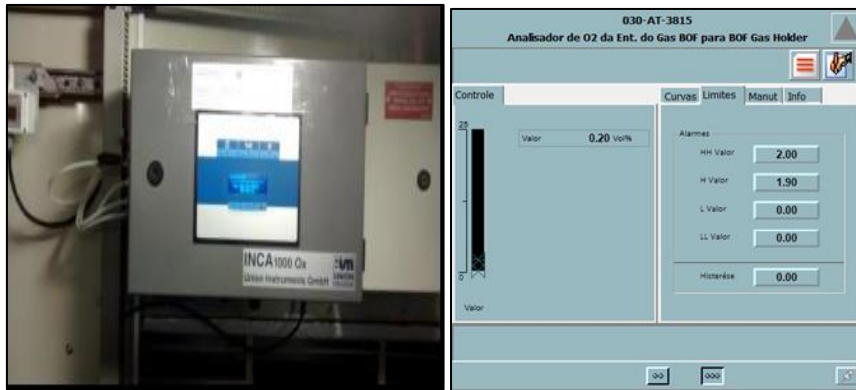 INCA1000 Ox
Union Instruments GmbH
UNION
030-AT-3815
Analisador de O2 da Ent. do Gas BOF para BOF Gas Holder
Controle
Curvas Limites Manut Info
25
Valor 0.20 Vol%
0
Valor
Alarmes
HH Valor 2.00
H Valor 1.90
L Valor 0.00
LL Valor 0.00
Histerése 0.00